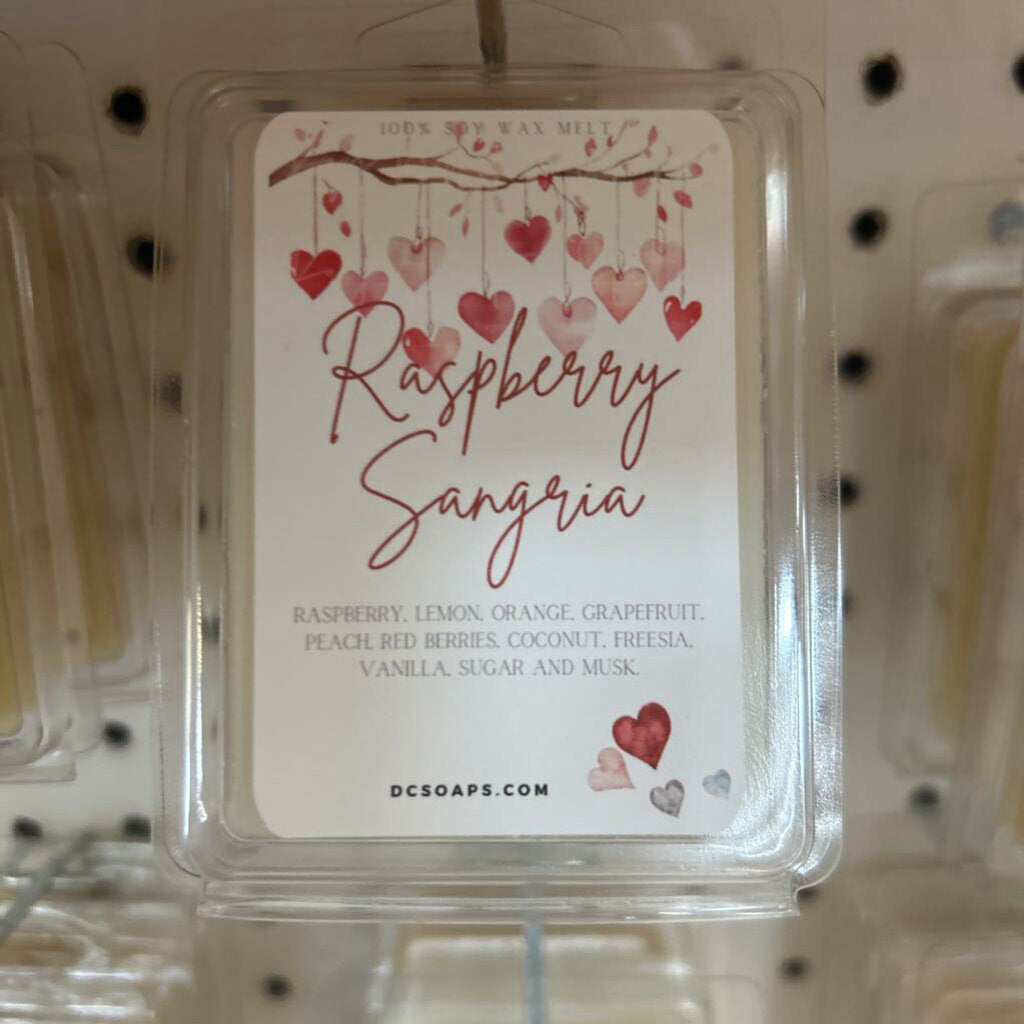 100% SOY WAX MELT
Raspberry
Sangria
RASPBERRY, LEMON, ORANGE, GRAPEFRUIT,
PEACH, RED BERRIES, COCONUT, FREESIA,
VANILLA, SUGAR AND MUSK.
DCSOAPS.COM